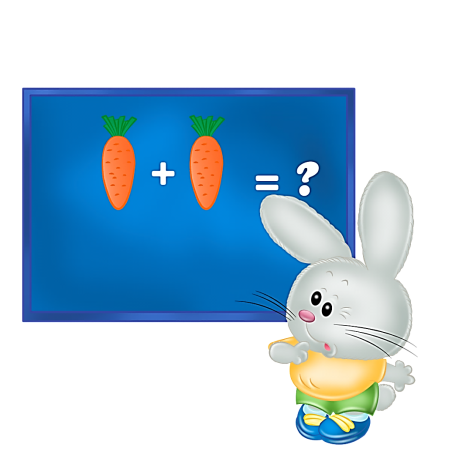 + = ?